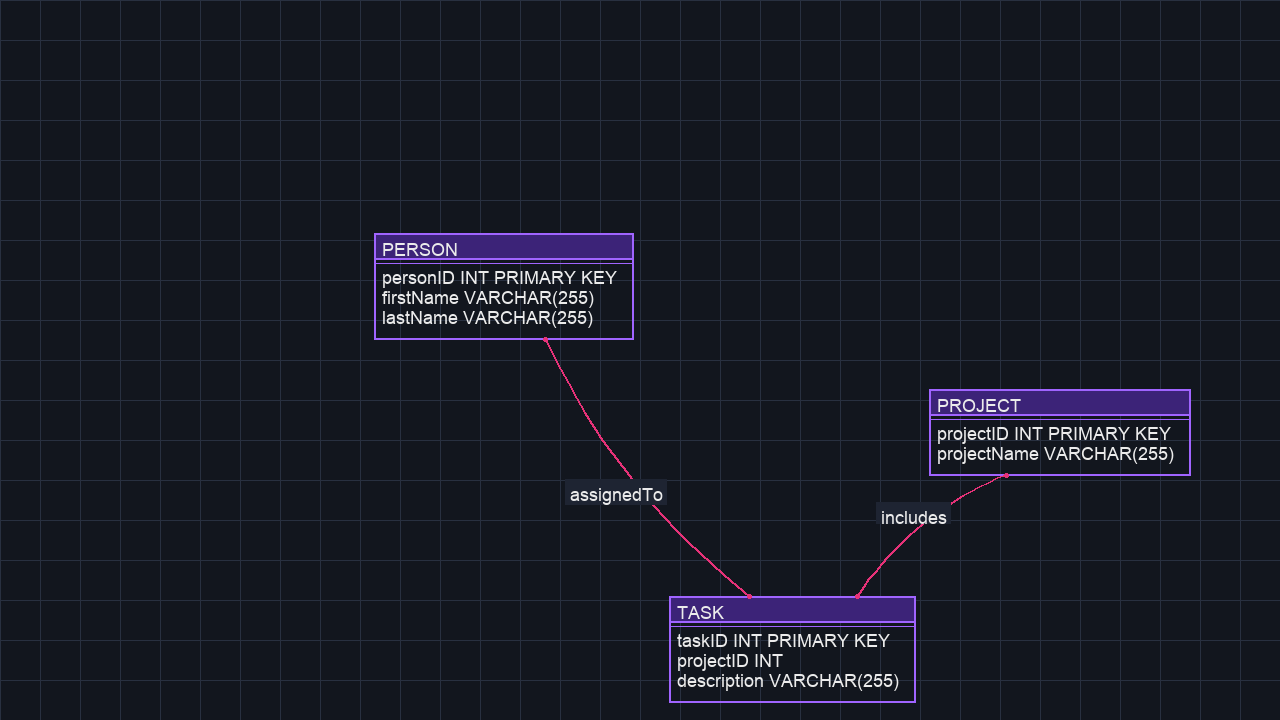 PERSON
personID INT PRIMARY KEY
firstName VARCHAR(255)
lastName VARCHAR(255)
PROJECT
projectID INT PRIMARY KEY
projectName VARCHAR(255)
assignedTo
includes
TASK
taskID INT PRIMARY KEY
projectID INT
description VARCHAR(255)